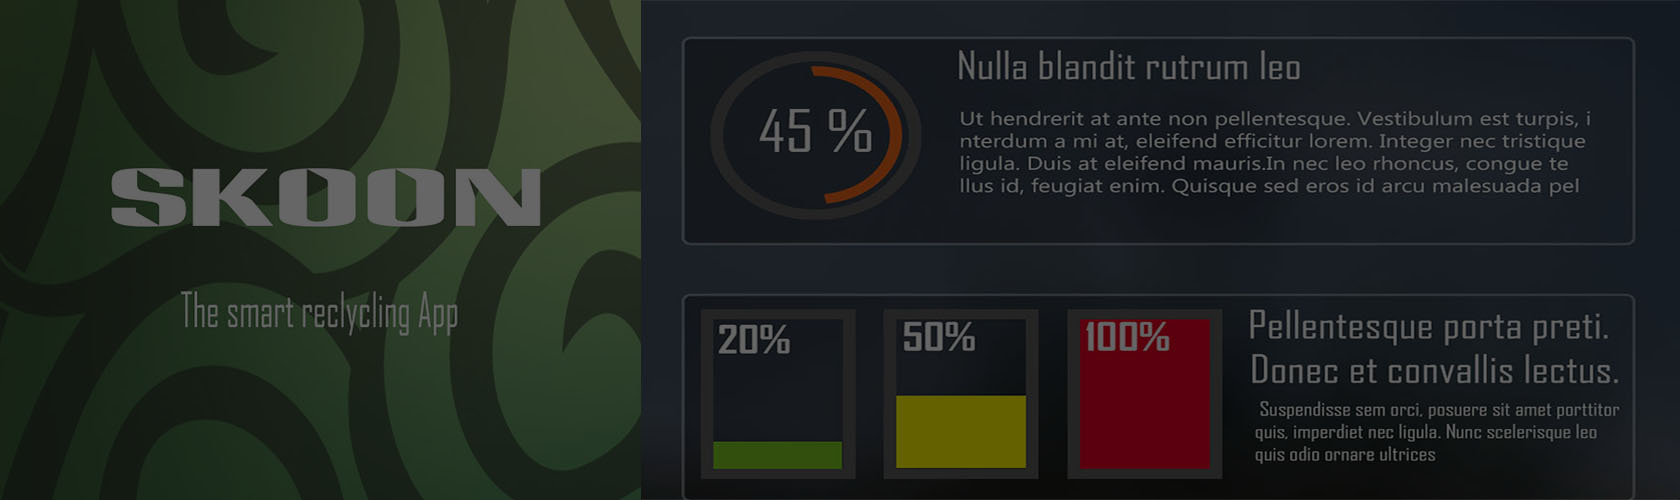 SKOON
The smart reclycling App
45 %
Nulla blandit rutrum leo
Ut hendrerit at ante non pellentesque. Vestibulum est turpis, i
nterdum a mi at, eleifend efficitur lorem. Integer nec tristique
ligula. Duis at eleifend mauris.In nec leo rhoncus, congue te
llus id, feugiat enim. Quisque sed eros id arcu malesuada pel
20%
50%
100%
Pellentesque porta preti.
Donec et convallis lectus.
Suspendisse sem orci, posuere sit amet porttitor
quis, imperdiet nec ligula. Nunc scelerisque leo
quis odio ornare ultrices